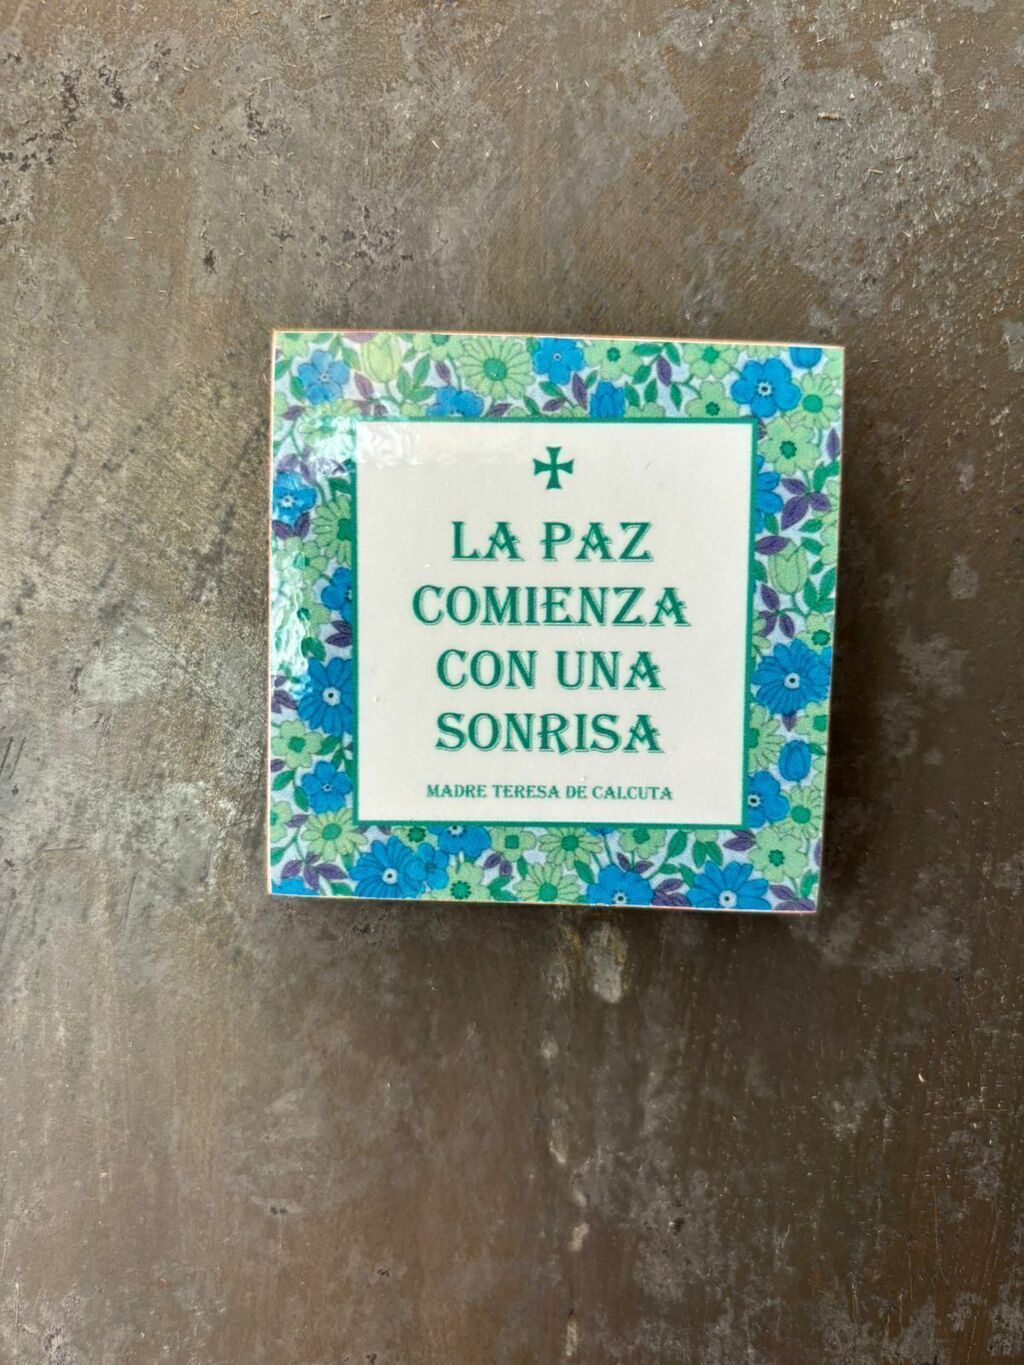 LA PAZ
COMIENZA
CON UNA
SONRISA
MADRE TERESA DE CALCUTA